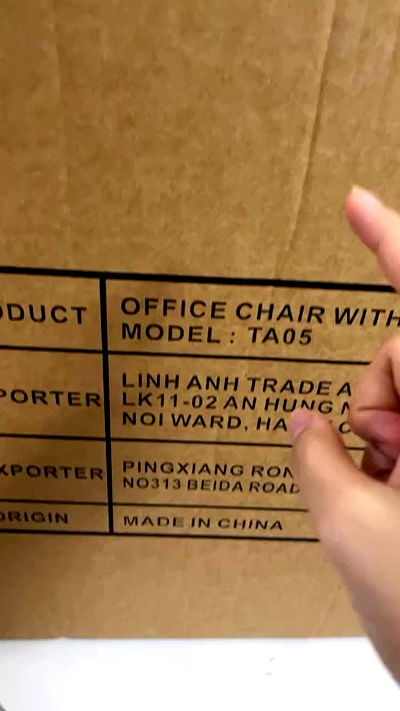 ODUCT
OFFICE CHAIR WITH
MODEL : TA05
PORTER
LINH ANH TRADE A
LK11-02 AN HUNG
NOI WARD, HA
XPORTER
PINGXIANG RON
NO313 BEIDA ROAD
ORIGIN
MADE IN CHINA